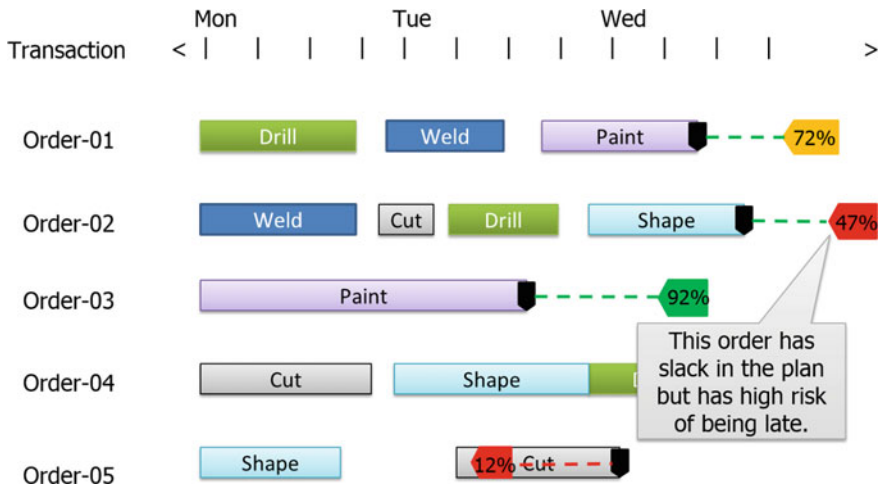 Mon Tue Wed
Transaction < | | | | | | | | | | | | >
Order-01 Drill Weld Paint 72%
Order-02 Weld Cut Drill Shape 47%
Order-03 Paint 92%
This order has
slack in the plan
but has high risk
of being late.
Order-04 Cut Shape
Order-05 Shape 12% Cut